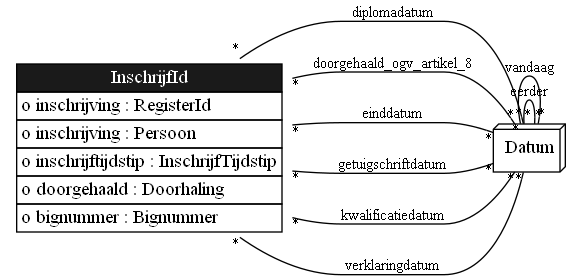 diplomadatum
*
doorgehaald_ogv_artikel_8
vandaag
InschrijfId
*
eerder
* * * *
o inschrijving : RegisterId
einddatum
*
*
o inschrijving : Persoon
*
Datum
o inschrijftijdstip : InschrijfTijdstip
getuigschriftdatum
*
*
o doorgehaald : Doorhaling
* *
o bignummer : Bignummer
kwalificatiedatum
*
*
verklaringdatum